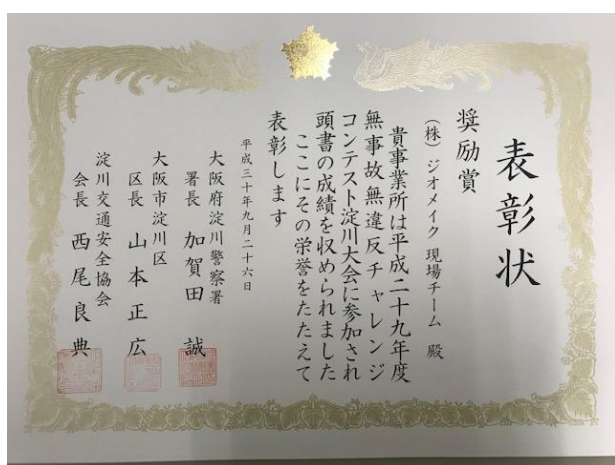 表彰状
奨励賞
(株)ジオメイク 現場チーム 殿
貴事業所は平成二十九年度
無事故無違反チャレンジ
コンテスト淀川大会に参加され
頭書の成績を収められました
ここにその栄誉をたたえて
表彰します
平成三十年九月二十六日
大阪府淀川警察署
署長 加賀田 誠
大阪市淀川区
区長 山本正広
淀川交通安全協会
会長 西尾良典